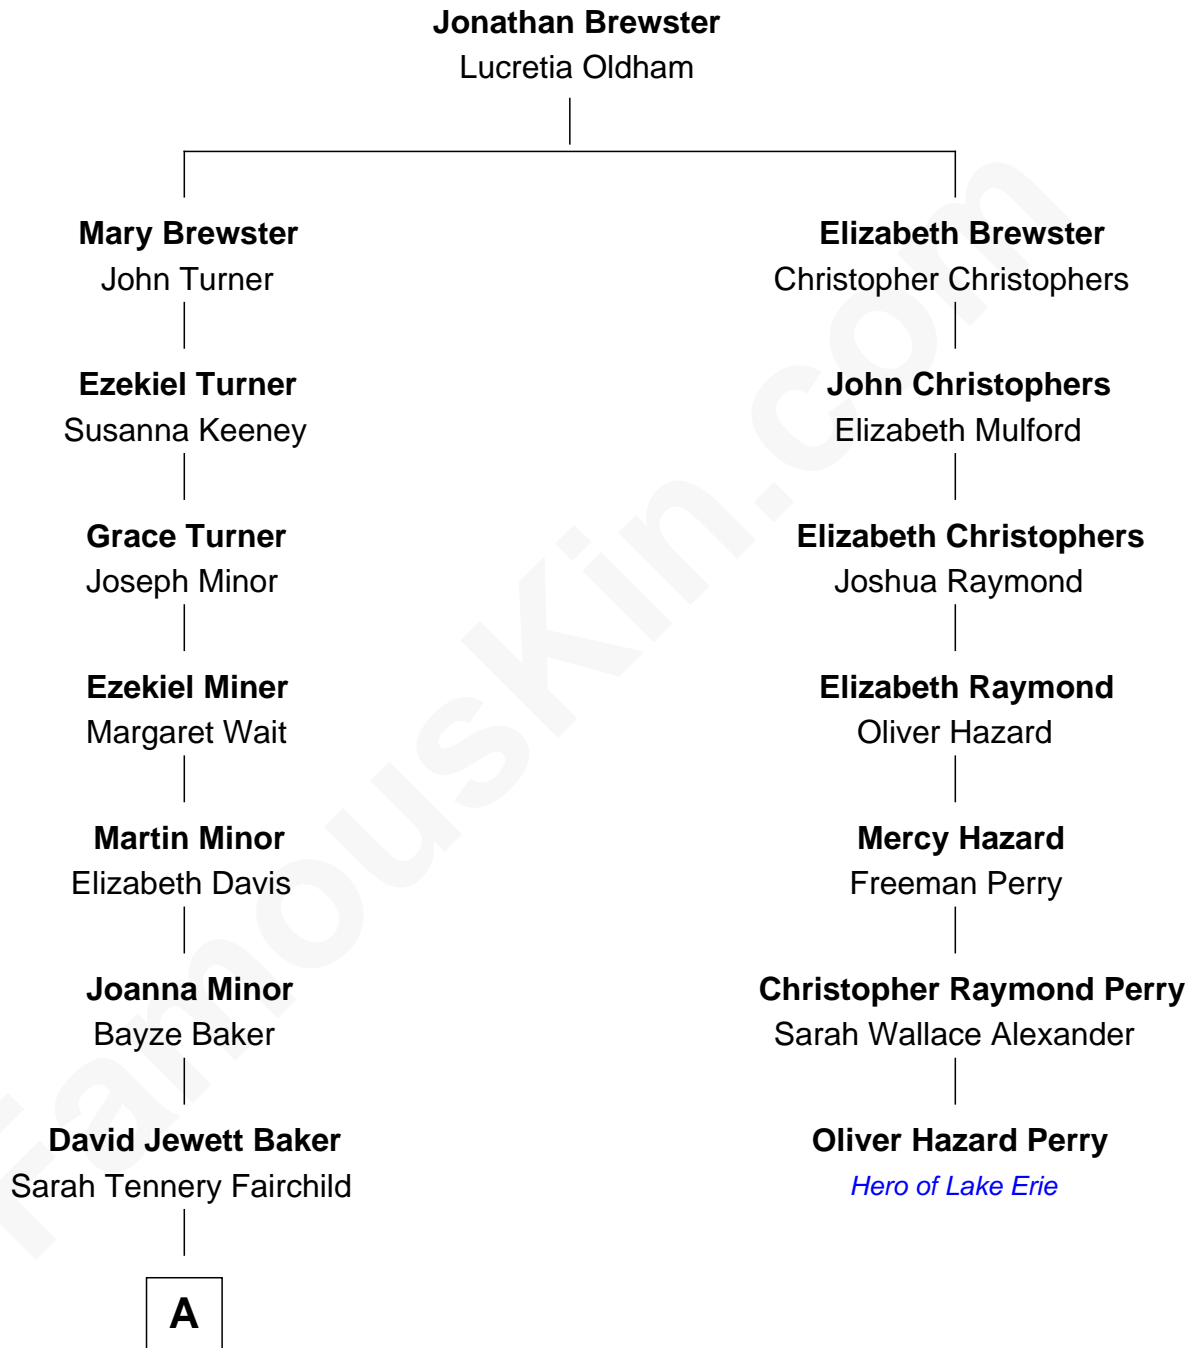 Jonathan Brewster
Lucretia Oldham
Mary Brewster
John Turner
Elizabeth Brewster
Christopher Christophers
Ezekiel Turner
Susanna Keeney
John Christophers
Elizabeth Mulford
Grace Turner
Joseph Minor
Elizabeth Christophers
Joshua Raymond
Ezekiel Miner
Margaret Wait
Elizabeth Raymond
Oliver Hazard
Martin Minor
Elizabeth Davis
Mercy Hazard
Freeman Perry
Joanna Minor
Bayze Baker
Christopher Raymond Perry
Sarah Wallace Alexander
David Jewett Baker
Sarah Tennery Fairchild
Oliver Hazard Perry
Hero of Lake Erie
A
FamousKin.com